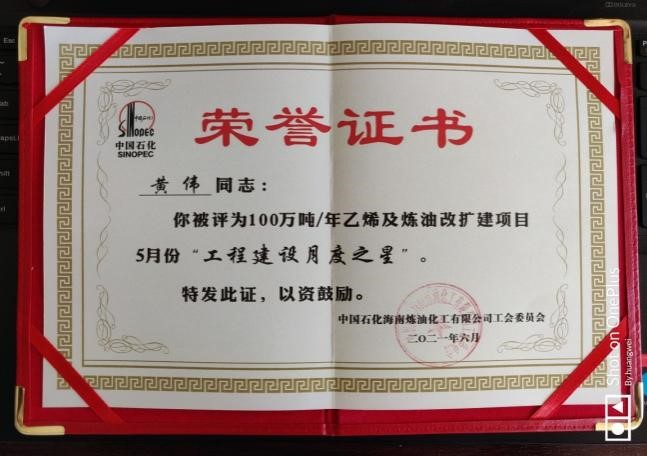 SINOPEC
中国石化
SINOPEC
荣誉证书
黄伟 同志：
你被评为100万吨/年乙烯及炼油改扩建项目
5月份“工程建设月度之星”。
特发此证，以资鼓励。
中国石化海南炼油化工有限公司工会委员会
二〇二一年六月
Shot on OnePlus
By huangwei
Esc